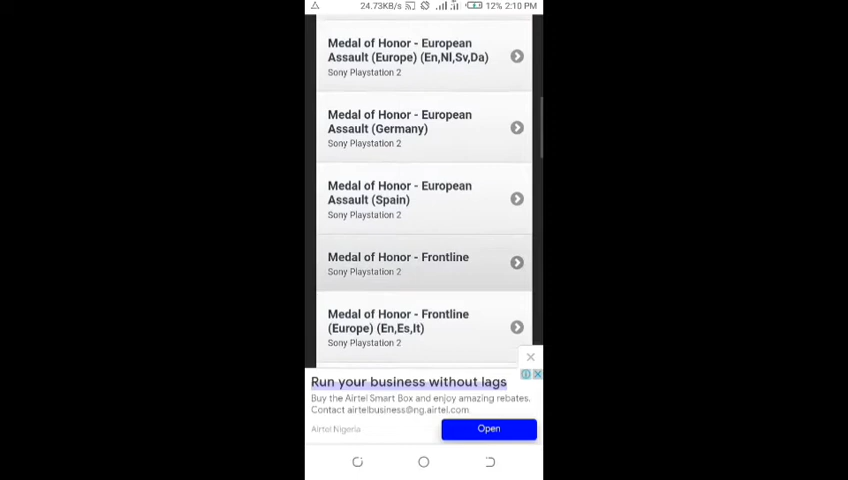 24.73KB/s 12% 2:10 PM
Medal of Honor - European
Assault (Europe) (En,Nl,Sv,Da)
Sony Playstation 2
Medal of Honor - European
Assault (Germany)
Sony Playstation 2
Medal of Honor - European
Assault (Spain)
Sony Playstation 2
Medal of Honor - Frontline
Sony Playstation 2
Medal of Honor - Frontline
(Europe) (En,Es,It)
Sony Playstation 2
Run your business without lags
Buy the Airtel Smart Box and enjoy amazing rebates.
Contact airtelbusiness@ng.airtel.com
Airtel Nigeria
Open